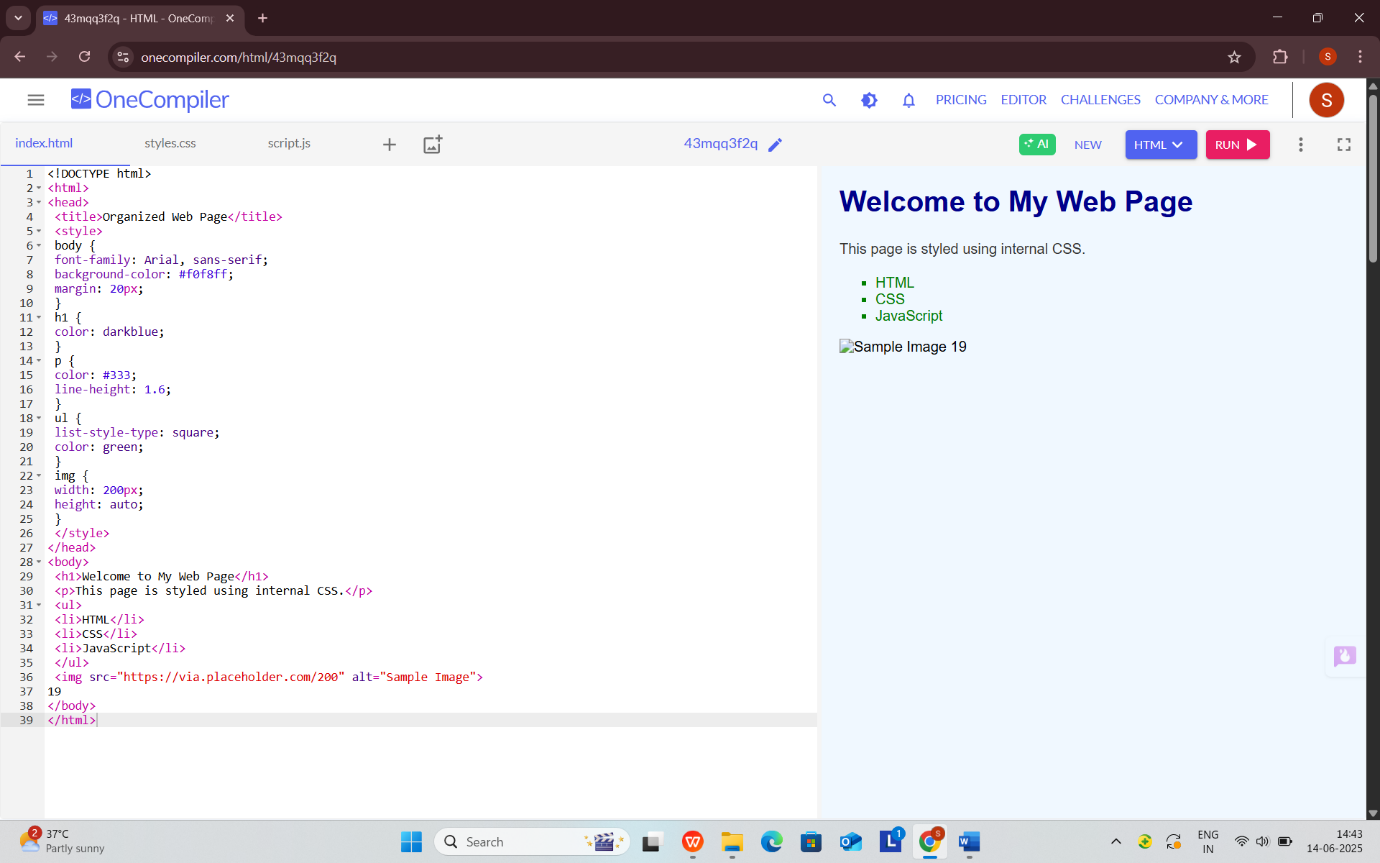 43mqq3f2q - HTML - OneComp
onecompiler.com/html/43mqq3f2q
S
OneCompiler
PRICING EDITOR CHALLENGES COMPANY & MORE
S
index.html styles.css script.js
43mqq3f2q
AI NEW HTML RUN
1 <!DOCTYPE html>
2 <html>
3 <head>
4 <title>Organized Web Page</title>
5 <style>
6 body {
7 font-family: Arial, sans-serif;
8 background-color: #f0f8ff;
9 margin: 20px;
10 }
11 h1 {
12 color: darkblue;
13 }
14 p {
15 color: #333;
16 line-height: 1.6;
17 }
18 ul {
19 list-style-type: square;
20 color: green;
21 }
22 img {
23 width: 200px;
24 height: auto;
25 }
26 </style>
27 </head>
28 <body>
29 <h1>Welcome to My Web Page</h1>
30 <p>This page is styled using internal CSS.</p>
31 <ul>
32 <li>HTML</li>
33 <li>CSS</li>
34 <li>JavaScript</li>
35 </ul>
36 <img src="https://via.placeholder.com/200" alt="Sample Image">
37 19
38 </body>
39 </html>
Welcome to My Web Page
This page is styled using internal CSS.
HTML
CSS
JavaScript
Sample Image 19
2
37°C
Partly sunny
Search
W
L
1
S
W
ENG
IN
14:43
14-06-2025